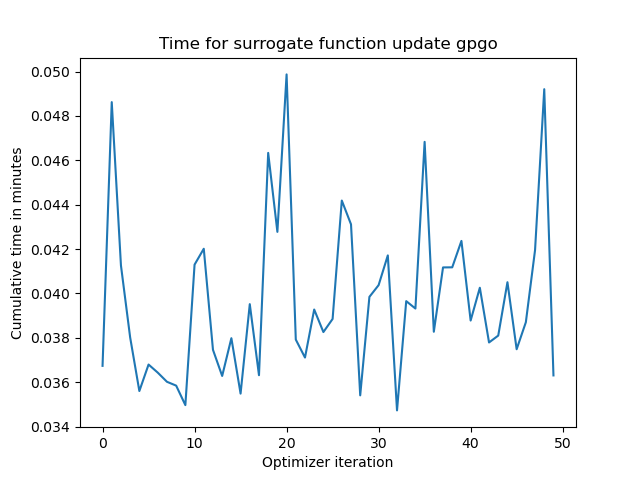 Time for surrogate function update gpgo
Cumulative time in minutes
0.050
0.048
0.046
0.044
0.042
0.040
0.038
0.036
0.034
0 10 20 30 40 50
Optimizer iteration